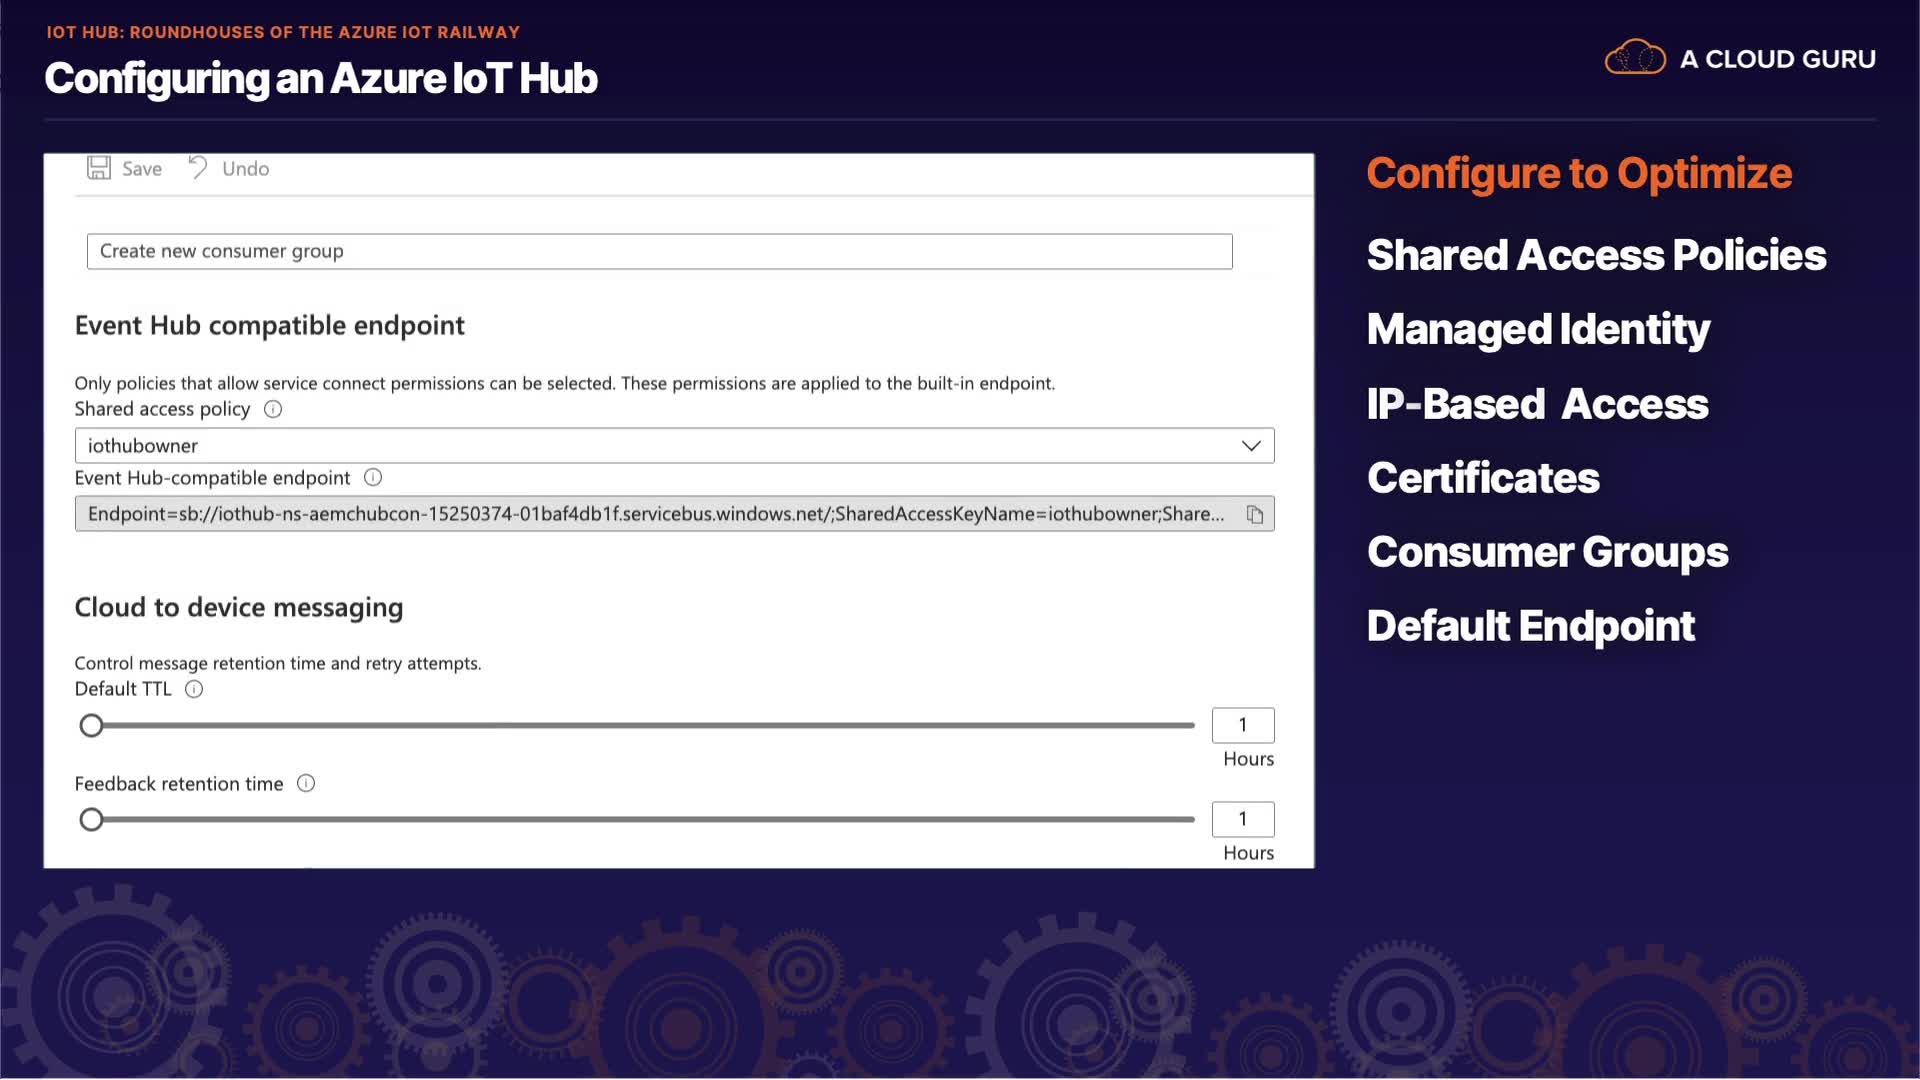 IOT HUB: ROUNDHOUSES OF THE AZURE IOT RAILWAY
Configuring an Azure IoT Hub
A CLOUD GURU
Save Undo
Create new consumer group
Event Hub compatible endpoint
Only policies that allow service connect permissions can be selected. These permissions are applied to the built-in endpoint.
Shared access policy
iothubowner
Event Hub-compatible endpoint
Endpoint=sb://iothub-ns-aemchubcon-15250374-01baf4db1f.servicebus.windows.net/;SharedAccessKeyName=iothubowner;Share...
Cloud to device messaging
Control message retention time and retry attempts.
Default TTL
1
Hours
Feedback retention time
1
Hours
Configure to Optimize
Shared Access Policies
Managed Identity
IP-Based Access
Certificates
Consumer Groups
Default Endpoint